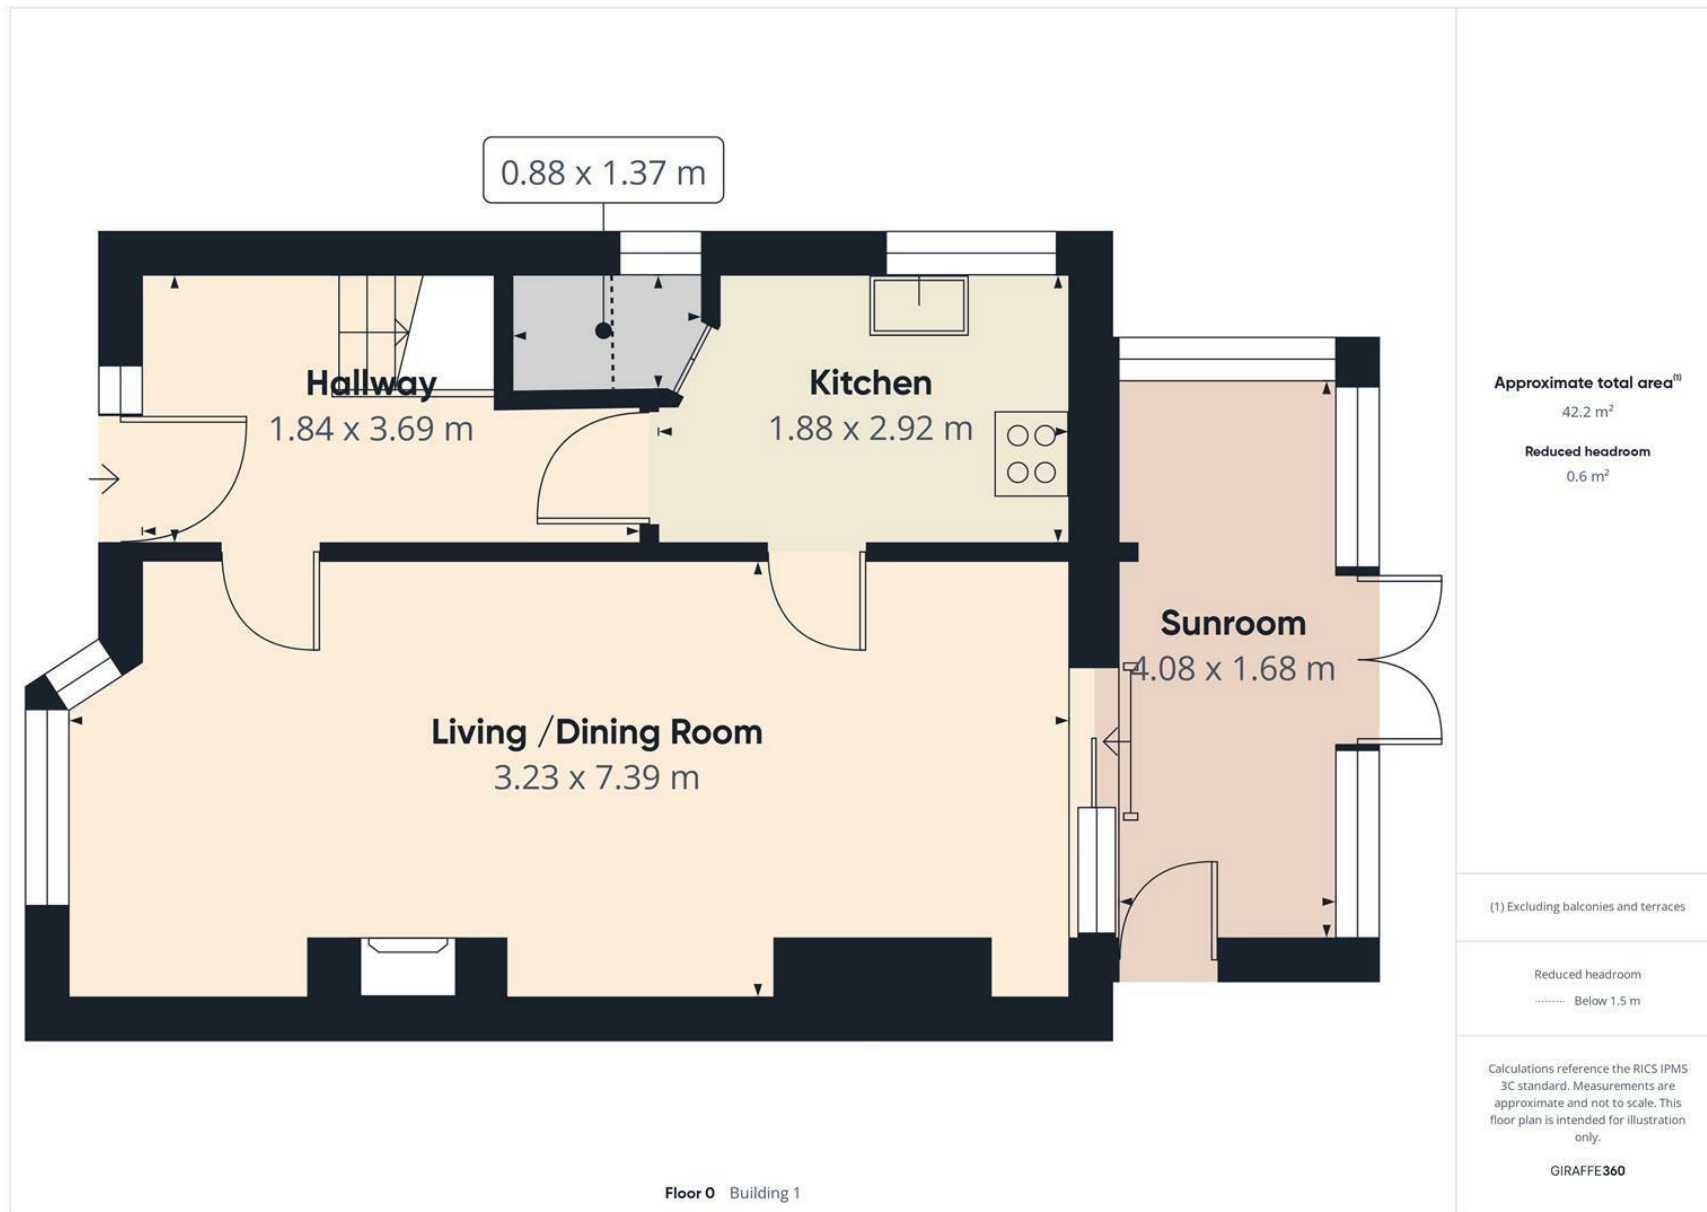 0.88 x 1.37 m
Hallway
1.84 x 3.69 m
Kitchen
1.88 x 2.92 m
Sunroom
4.08 x 1.68 m
Living /Dining Room
3.23 x 7.39 m
Floor 0 Building 1
Approximate total area(1)
42.2 m²
Reduced headroom
0.6 m²
(1) Excluding balconies and terraces
Reduced headroom
Below 1.5 m
Calculations reference the RICS IPMS
3C standard. Measurements are
approximate and not to scale. This
floor plan is intended for illustration
only.
GIRAFFE360